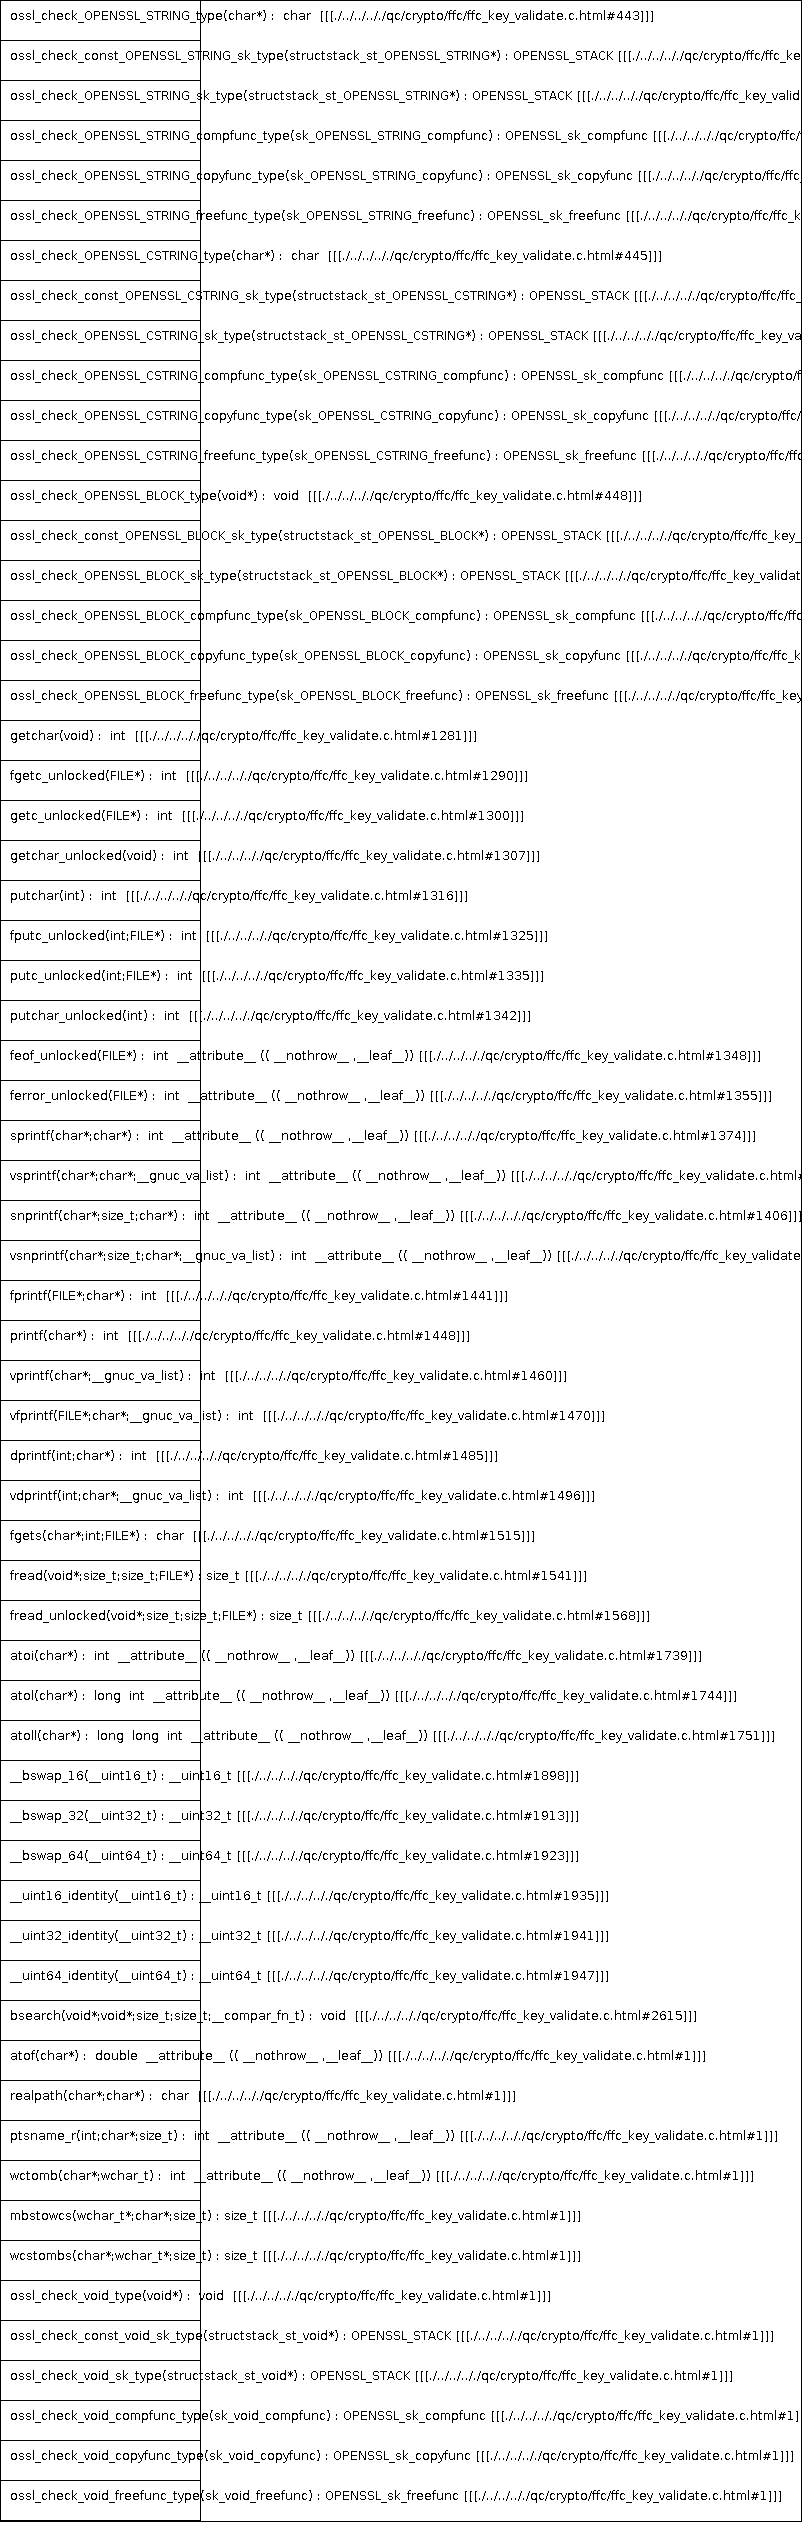 ossl_check_OPENSSL_STRING_type(char*) :  char  [[[./../../../qc/crypto/ffc/ffc_key_validate.c.html#443]]]
ossl_check_const_OPENSSL_STRING_sk_type(structstack_st_OPENSSL_STRING*) : OPENSSL_STACK [[[./../../../../qc/crypto/ffc/ffc_ke
ossl_check_OPENSSL_STRING_sk_type(structstack_st_OPENSSL_STRING*) : OPENSSL_STACK [[[./../../../../qc/crypto/ffc/ffc_key_valid
ossl_check_OPENSSL_STRING_compfunc_type(sk_OPENSSL_STRING_compfunc) : OPENSSL_sk_compfunc [[[./../../../../qc/crypto/ffc/
ossl_check_OPENSSL_STRING_copyfunc_type(sk_OPENSSL_STRING_copyfunc) : OPENSSL_sk_copyfunc [[[./../../../../qc/crypto/ffc/ffc_
ossl_check_OPENSSL_STRING_freefunc_type(sk_OPENSSL_STRING_freefunc) : OPENSSL_sk_freefunc [[[./../../../../qc/crypto/ffc/ffc_k
ossl_check_OPENSSL_CSTRING_type(char*) :  char  [[[./../../../../qc/crypto/ffc/ffc_key_validate.c.html#445]]]
ossl_check_const_OPENSSL_CSTRING_sk_type(structstack_st_OPENSSL_CSTRING*) : OPENSSL_STACK [[[./../../../../qc/crypto/ffc/ffc_
ossl_check_OPENSSL_CSTRING_sk_type(structstack_st_OPENSSL_CSTRING*) : OPENSSL_STACK [[[./../../../../qc/crypto/ffc/ffc_key_va
ossl_check_OPENSSL_CSTRING_compfunc_type(sk_OPENSSL_CSTRING_compfunc) : OPENSSL_sk_compfunc [[[./../../../../qc/crypto/f
ossl_check_OPENSSL_CSTRING_copyfunc_type(sk_OPENSSL_CSTRING_copyfunc) : OPENSSL_sk_copyfunc [[[./../../../../qc/crypto/ffc/
ossl_check_OPENSSL_CSTRING_freefunc_type(sk_OPENSSL_CSTRING_freefunc) : OPENSSL_sk_freefunc [[[./../../../../qc/crypto/ffc/ffc
ossl_check_OPENSSL_BLOCK_type(void*) :  void  [[[./../../../../qc/crypto/ffc/ffc_key_validate.c.html#448]]]
ossl_check_const_OPENSSL_BLOCK_sk_type(structstack_st_OPENSSL_BLOCK*) : OPENSSL_STACK [[[./../../../../qc/crypto/ffc/ffc_key_
ossl_check_OPENSSL_BLOCK_sk_type(structstack_st_OPENSSL_BLOCK*) : OPENSSL_STACK [[[./../../../../qc/crypto/ffc/ffc_key_validat
ossl_check_OPENSSL_BLOCK_compfunc_type(sk_OPENSSL_BLOCK_compfunc) : OPENSSL_sk_compfunc [[[./../../../../qc/crypto/ffc/ffc
ossl_check_OPENSSL_BLOCK_copyfunc_type(sk_OPENSSL_BLOCK_copyfunc) : OPENSSL_sk_copyfunc [[[./../../../../qc/crypto/ffc/ffc_k
ossl_check_OPENSSL_BLOCK_freefunc_type(sk_OPENSSL_BLOCK_freefunc) : OPENSSL_sk_freefunc [[[./../../../../qc/crypto/ffc/ffc_key
getchar(void) :  int  [[[./../../../../qc/crypto/ffc/ffc_key_validate.c.html#1281]]]
fgetc_unlocked(FILE*) :  int  [[[./../../../../qc/crypto/ffc/ffc_key_validate.c.html#1290]]]
getc_unlocked(FILE*) :  int  [[[./../../../../qc/crypto/ffc/ffc_key_validate.c.html#1300]]]
getchar_unlocked(void) :  int  [[[./../../../../qc/crypto/ffc/ffc_key_validate.c.html#1307]]]
putchar(int) :  int  [[[./../../../../qc/crypto/ffc/ffc_key_validate.c.html#1316]]]
fputc_unlocked(int;FILE*) :  int  [[[./../../../../qc/crypto/ffc/ffc_key_validate.c.html#1325]]]
putc_unlocked(int;FILE*) :  int  [[[./../../../../qc/crypto/ffc/ffc_key_validate.c.html#1335]]]
putchar_unlocked(int) :  int  [[[./../../../../qc/crypto/ffc/ffc_key_validate.c.html#1342]]]
feof_unlocked(FILE*) :  int  __attribute__ (( __nothrow__ ,__leaf__)) [[[./../../../../qc/crypto/ffc/ffc_key_validate.c.html#1348]]]
ferror_unlocked(FILE*) :  int  __attribute__ (( __nothrow__ ,__leaf__)) [[[./../../../../qc/crypto/ffc/ffc_key_validate.c.html#1355]]]
sprintf(char*;char*) :  int  __attribute__ (( __nothrow__ ,__leaf__)) [[[./../../../../qc/crypto/ffc/ffc_key_validate.c.html#1374]]]
vsprintf(char*;char*;__gnuc_va_list) :  int  __attribute__ (( __nothrow__ ,__leaf__)) [[[./../../../../qc/crypto/ffc/ffc_key_validate.c.html#
snprintf(char*;size_t;char*) :  int  __attribute__ (( __nothrow__ ,__leaf__)) [[[./../../../../qc/crypto/ffc/ffc_key_validate.c.html#1406]]]
vsnprintf(char*;size_t;char*;__gnuc_va_list) :  int  __attribute__ (( __nothrow__ ,__leaf__)) [[[./../../../../qc/crypto/ffc/ffc_key_validate
fprintf(FILE*;char*) :  int  [[[./../../../../qc/crypto/ffc/ffc_key_validate.c.html#1441]]]
printf(char*) :  int  [[[./../../../../qc/crypto/ffc/ffc_key_validate.c.html#1448]]]
vprintf(char*;__gnuc_va_list) :  int  [[[./../../../../qc/crypto/ffc/ffc_key_validate.c.html#1460]]]
vfprintf(FILE*;char*;__gnuc_va_list) :  int  [[[./../../../../qc/crypto/ffc/ffc_key_validate.c.html#1470]]]
dprintf(int;char*) :  int  [[[./../../../../qc/crypto/ffc/ffc_key_validate.c.html#1485]]]
vdprintf(int;char*;__gnuc_va_list) :  int  [[[./../../../../qc/crypto/ffc/ffc_key_validate.c.html#1496]]]
fgets(char*;int;FILE*) :  char  [[[./../../../../qc/crypto/ffc/ffc_key_validate.c.html#1515]]]
fread(void*;size_t;size_t;FILE*) : size_t [[[./../../../../qc/crypto/ffc/ffc_key_validate.c.html#1541]]]
fread_unlocked(void*;size_t;size_t;FILE*) : size_t [[[./../../../../qc/crypto/ffc/ffc_key_validate.c.html#1568]]]
atoi(char*) :  int  __attribute__ (( __nothrow__ ,__leaf__)) [[[./../../../../qc/crypto/ffc/ffc_key_validate.c.html#1739]]]
atol(char*) :  long  int  __attribute__ (( __nothrow__ ,__leaf__)) [[[./../../../../qc/crypto/ffc/ffc_key_validate.c.html#1744]]]
atoll(char*) :  long  long  int  __attribute__ (( __nothrow__ ,__leaf__)) [[[./../../../../qc/crypto/ffc/ffc_key_validate.c.html#1751]]]
__bswap_16(__uint16_t) : __uint16_t [[[./../../../../qc/crypto/ffc/ffc_key_validate.c.html#1898]]]
__bswap_32(__uint32_t) : __uint32_t [[[./../../../../qc/crypto/ffc/ffc_key_validate.c.html#1913]]]
__bswap_64(__uint64_t) : __uint64_t [[[./../../../../qc/crypto/ffc/ffc_key_validate.c.html#1923]]]
__uint16_identity(__uint16_t) : __uint16_t [[[./../../../../qc/crypto/ffc/ffc_key_validate.c.html#1935]]]
__uint32_identity(__uint32_t) : __uint32_t [[[./../../../../qc/crypto/ffc/ffc_key_validate.c.html#1941]]]
__uint64_identity(__uint64_t) : __uint64_t [[[./../../../../qc/crypto/ffc/ffc_key_validate.c.html#1947]]]
bsearch(void*;void*;size_t;size_t;__compar_fn_t) :  void  [[[./../../../../qc/crypto/ffc/ffc_key_validate.c.html#2615]]]
atof(char*) :  double  __attribute__ (( __nothrow__ ,__leaf__)) [[[./../../../../qc/crypto/ffc/ffc_key_validate.c.html#1]]]
realpath(char*;char*) :  char  [[[./../../../../qc/crypto/ffc/ffc_key_validate.c.html#1]]]
ptsname_r(int;char*;size_t) :  int  __attribute__ (( __nothrow__ ,__leaf__)) [[[./../../../../qc/crypto/ffc/ffc_key_validate.c.html#1]]]
wctomb(char*;wchar_t) :  int  __attribute__ (( __nothrow__ ,__leaf__)) [[[./../../../../qc/crypto/ffc/ffc_key_validate.c.html#1]]]
mbstowcs(wchar_t*;char*;size_t) : size_t [[[./../../../../qc/crypto/ffc/ffc_key_validate.c.html#1]]]
wcstombs(char*;wchar_t*;size_t) : size_t [[[./../../../../qc/crypto/ffc/ffc_key_validate.c.html#1]]]
ossl_check_void_type(void*) :  void  [[[./../../../../qc/crypto/ffc/ffc_key_validate.c.html#1]]]
ossl_check_const_void_sk_type(structstack_st_void*) : OPENSSL_STACK [[[./../../../../qc/crypto/ffc/ffc_key_validate.c.html#1]]]
ossl_check_void_sk_type(structstack_st_void*) : OPENSSL_STACK [[[./../../../../qc/crypto/ffc/ffc_key_validate.c.html#1]]]
ossl_check_void_compfunc_type(sk_void_compfunc) : OPENSSL_sk_compfunc [[[./../../../../qc/crypto/ffc/ffc_key_validate.c.html#1]
ossl_check_void_copyfunc_type(sk_void_copyfunc) : OPENSSL_sk_copyfunc [[[./../../../../qc/crypto/ffc/ffc_key_validate.c.html#1]]]
ossl_check_void_freefunc_type(sk_void_freefunc) : OPENSSL_sk_freefunc [[[./../../../../qc/crypto/ffc/ffc_key_validate.c.html#1]]]